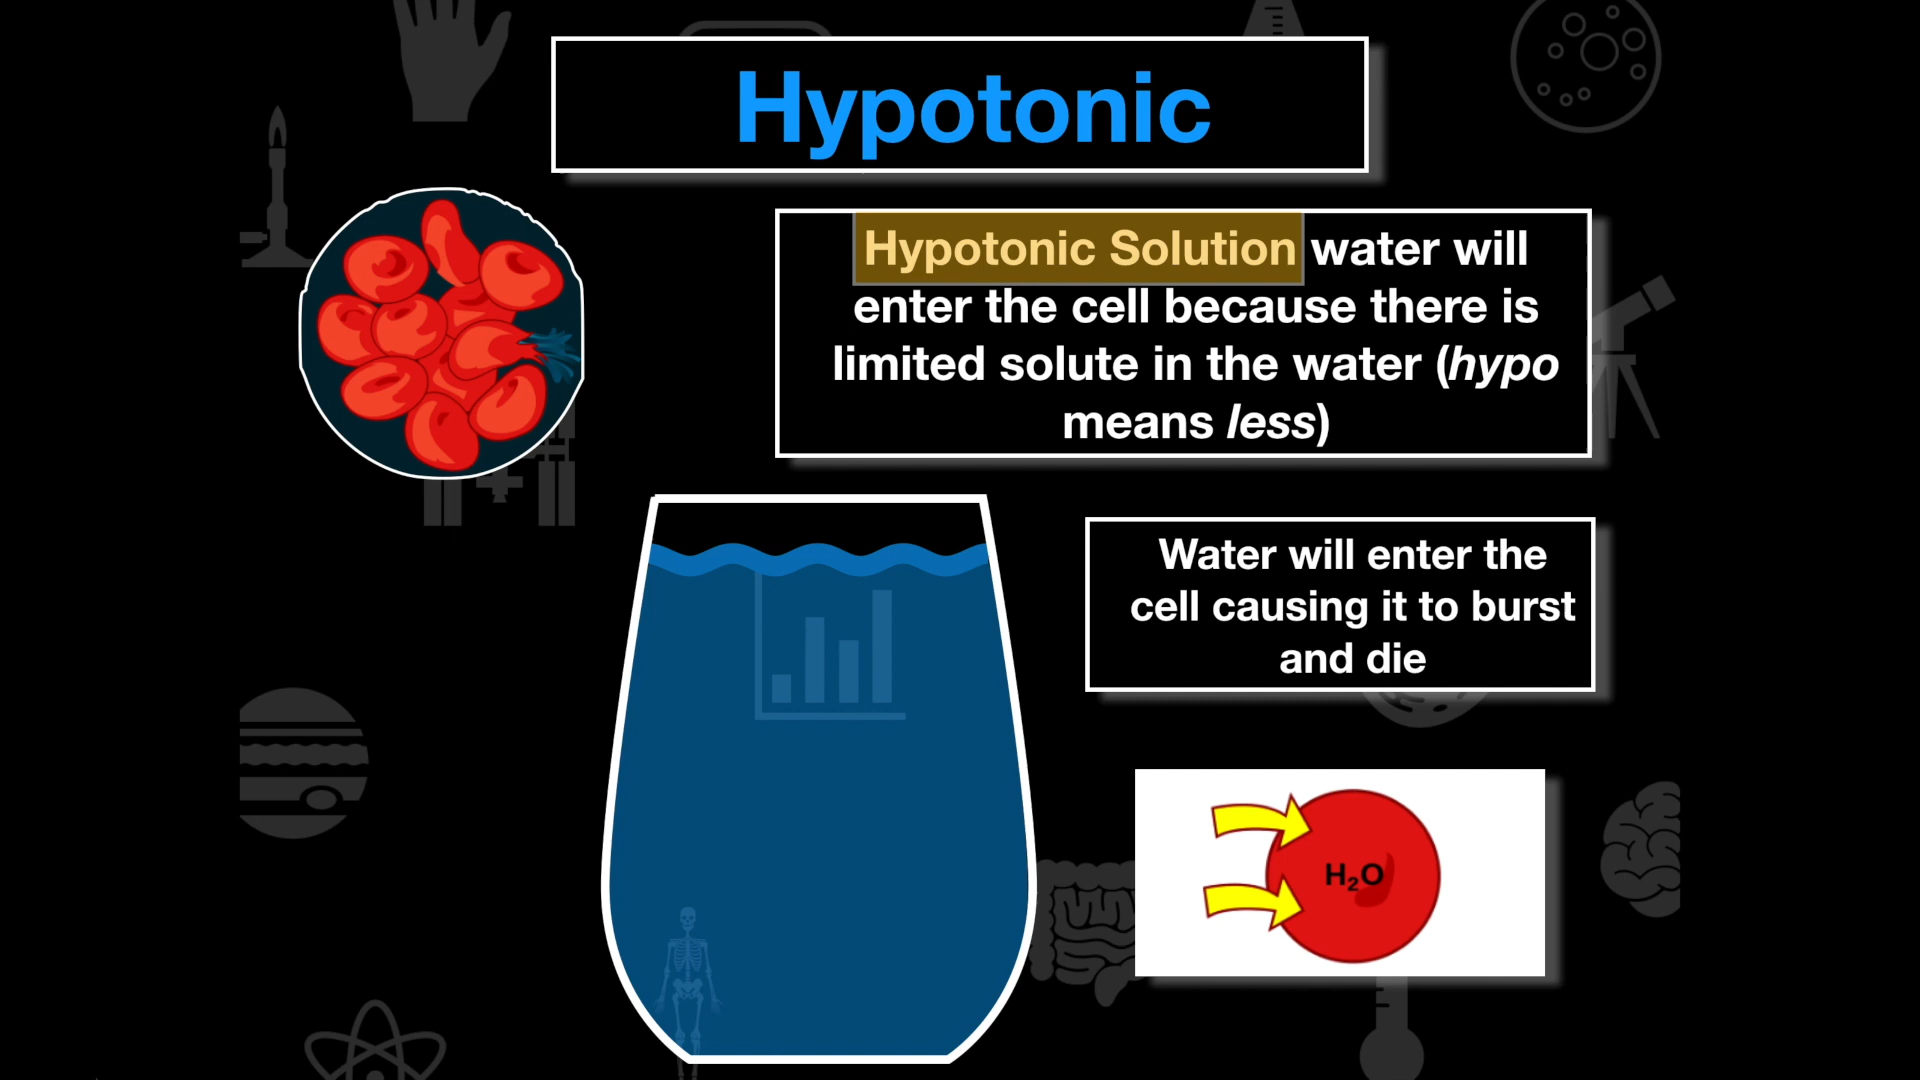 Hypotonic
Hypotonic Solution water will
enter the cell because there is
limited solute in the water (hypo
means less)
Water will enter the
cell causing it to burst
and die
H₂O